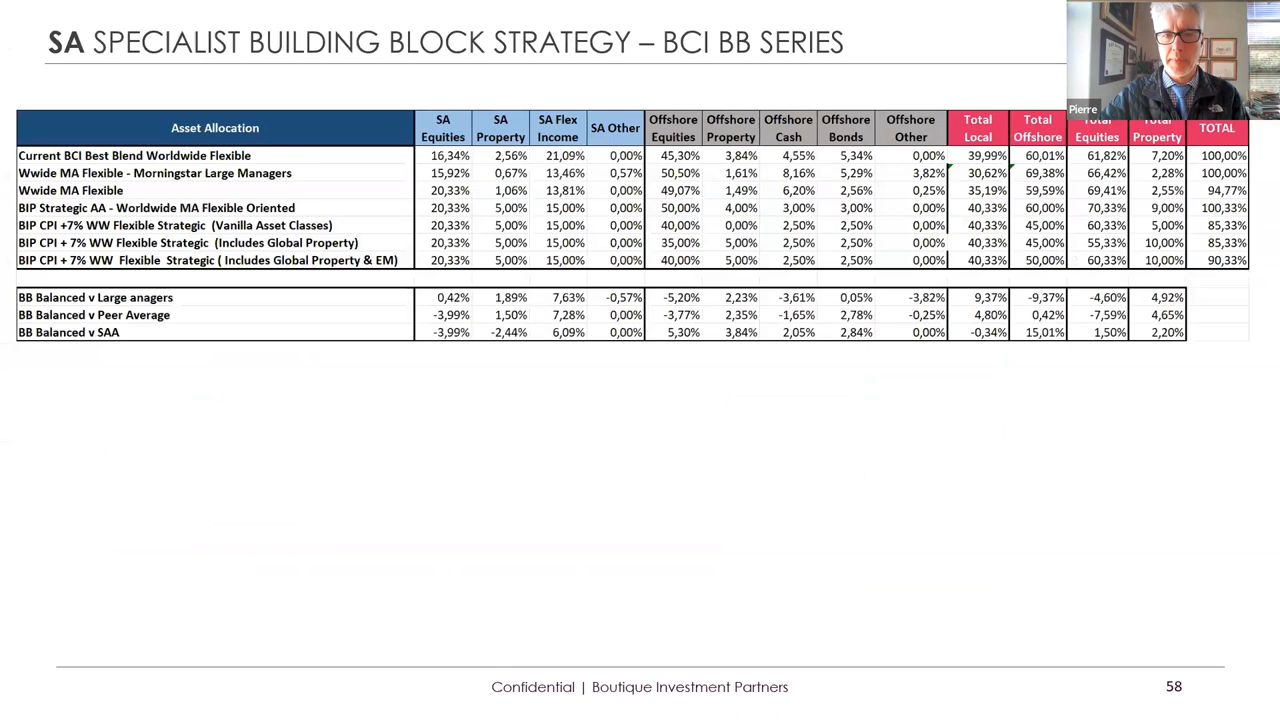 SA SPECIALIST BUILDING BLOCK STRATEGY – BCI BB SERIES
Pierre
Asset Allocation SA Equities SA Property SA Flex Income SA Other Offshore Equities Offshore Property Offshore Cash Offshore Bonds Offshore Other Total Local Total Offshore Total Equities Total Property TOTAL
Current BCI Best Blend Worldwide Flexible 16,34% 2,56% 21,09% 0,00% 45,30% 3,84% 4,55% 5,34% 0,00% 39,99% 60,01% 61,82% 7,20% 100,00%
Wwide MA Flexible - Morningstar Large Managers 15,92% 0,67% 13,46% 0,57% 50,50% 1,61% 8,16% 5,29% 3,82% 30,62% 69,38% 66,42% 2,28% 100,00%
Wwide MA Flexible 20,33% 1,06% 13,81% 0,00% 49,07% 1,49% 6,20% 2,56% 0,25% 35,19% 59,59% 69,41% 2,55% 94,77%
BIP Strategic AA - Worldwide MA Flexible Oriented 20,33% 5,00% 15,00% 0,00% 50,00% 4,00% 3,00% 3,00% 0,00% 40,33% 60,00% 70,33% 9,00% 100,33%
BIP CPI +7% WW Flexible Strategic (Vanilla Asset Classes) 20,33% 5,00% 15,00% 0,00% 40,00% 0,00% 2,50% 2,50% 0,00% 40,33% 45,00% 60,33% 5,00% 85,33%
BIP CPI + 7% WW Flexible Strategic (Includes Global Property) 20,33% 5,00% 15,00% 0,00% 35,00% 5,00% 2,50% 2,50% 0,00% 40,33% 45,00% 55,33% 10,00% 85,33%
BIP CPI + 7% WW Flexible Strategic ( Includes Global Property & EM) 20,33% 5,00% 15,00% 0,00% 40,00% 5,00% 2,50% 2,50% 0,00% 40,33% 50,00% 60,33% 10,00% 90,33%
BB Balanced v Large anagers 0,42% 1,89% 7,63% -0,57% -5,20% 2,23% -3,61% 0,05% -3,82% 9,37% -9,37% -4,60% 4,92%
BB Balanced v Peer Average -3,99% 1,50% 7,28% 0,00% -3,77% 2,35% -1,65% 2,78% -0,25% 4,80% 0,42% -7,59% 4,65%
BB Balanced v SAA -3,99% -2,44% 6,09% 0,00% 5,30% 3,84% 2,05% 2,84% 0,00% -0,34% 15,01% 1,50% 2,20%
Confidential | Boutique Investment Partners
58